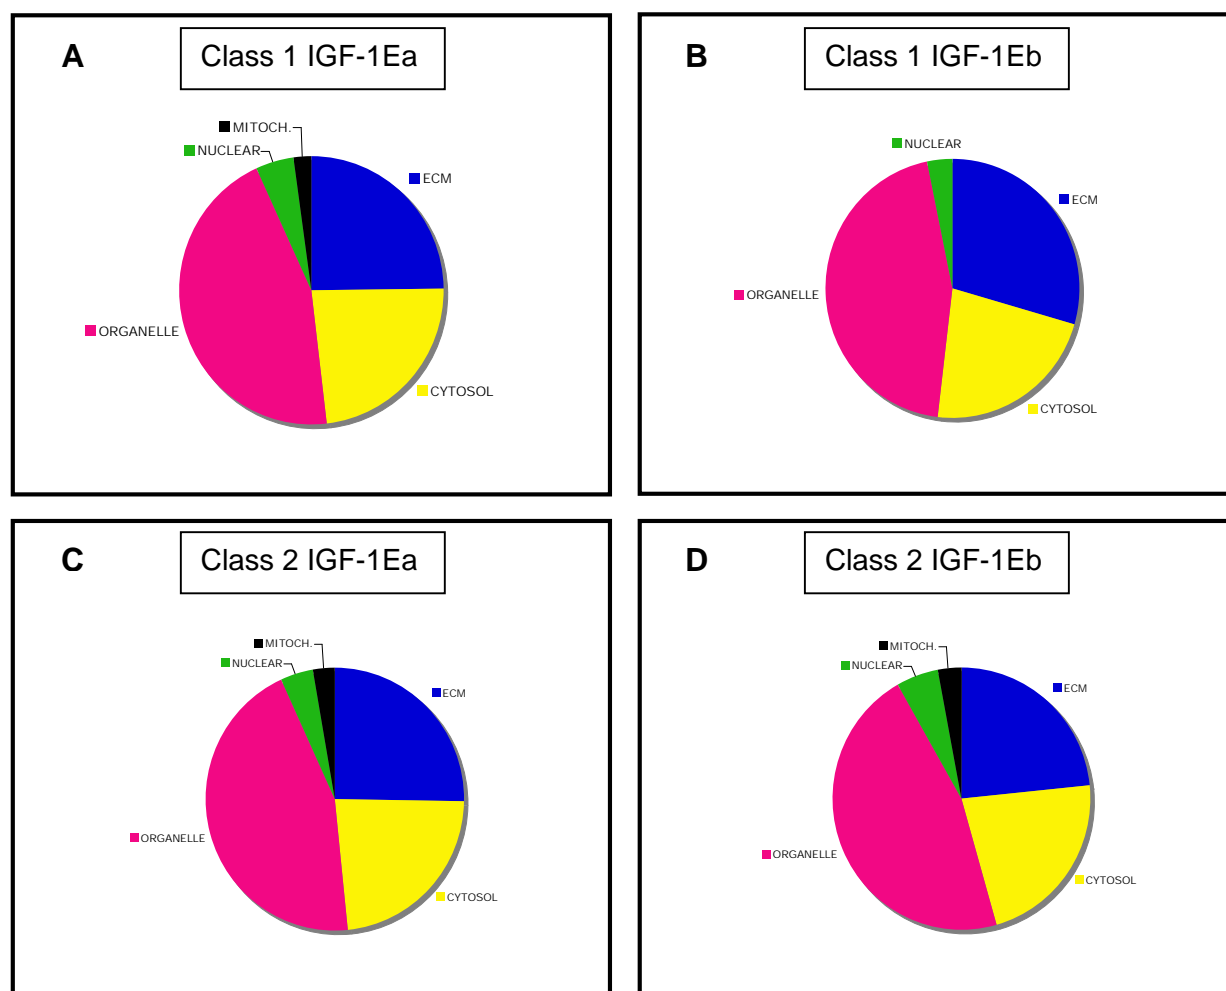 A
Class 1 IGF-1Ea
MITOCH.
NUCLEAR
ECM
ORGANELLE
CYTOSOL
B
Class 1 IGF-1Eb
NUCLEAR
ECM
ORGANELLE
CYTOSOL
C
Class 2 IGF-1Ea
MITOCH.
NUCLEAR
ECM
ORGANELLE
CYTOSOL
D
Class 2 IGF-1Eb
MITOCH.
NUCLEAR
ECM
ORGANELLE
CYTOSOL